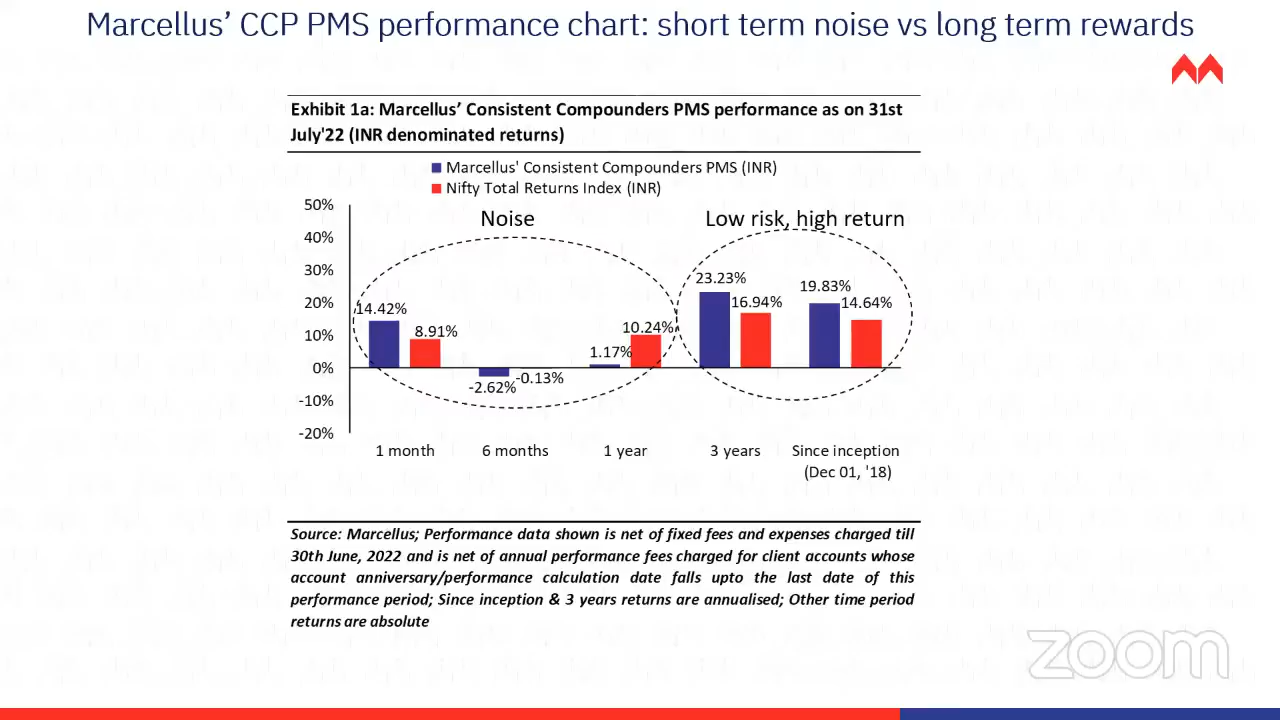 Marcellus’ CCP PMS performance chart: short term noise vs long term rewards
Exhibit 1a: Marcellus’ Consistent Compounders PMS performance as on 31st
July'22 (INR denominated returns)
Marcellus' Consistent Compounders PMS (INR)
Nifty Total Returns Index (INR)
50%
40%
30%
20%
10%
0%
-10%
-20%
Noise
Low risk, high return
14.42%
8.91%
-2.62%
-0.13%
1.17%
10.24%
23.23%
16.94%
19.83%
14.64%
1 month
6 months
1 year
3 years
Since inception
(Dec 01, '18)
Source: Marcellus; Performance data shown is net of fixed fees and expenses charged till
30th June, 2022 and is net of annual performance fees charged for client accounts whose
account anniversary/performance calculation date falls upto the last date of this
performance period; Since inception & 3 years returns are annualised; Other time period
returns are absolute
zoom